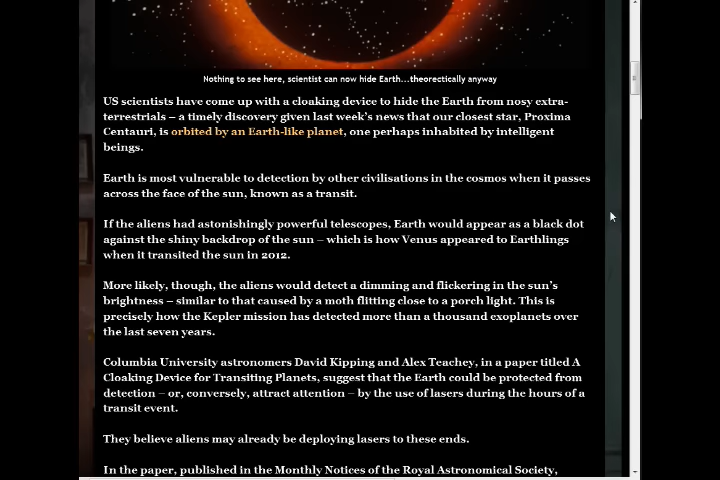 Nothing to see here, scientist can now hide Earth...theorectically anyway
US scientists have come up with a cloaking device to hide the Earth from nosy extra-
terrestrials – a timely discovery given last week's news that our closest star, Proxima
Centauri, is orbited by an Earth-like planet, one perhaps inhabited by intelligent
beings.
Earth is most vulnerable to detection by other civilisations in the cosmos when it passes
across the face of the sun, known as a transit.
If the aliens had astonishingly powerful telescopes, Earth would appear as a black dot
against the shiny backdrop of the sun – which is how Venus appeared to Earthlings
when it transited the sun in 2012.
More likely, though, the aliens would detect a dimming and flickering in the sun's
brightness – similar to that caused by a moth flitting close to a porch light. This is
precisely how the Kepler mission has detected more than a thousand exoplanets over
the last seven years.
Columbia University astronomers David Kipping and Alex Teachey, in a paper titled A
Cloaking Device for Transiting Planets, suggest that the Earth could be protected from
detection – or, conversely, attract attention – by the use of lasers during the hours of a
transit event.
They believe aliens may already be deploying lasers to these ends.
In the paper, published in the Monthly Notices of the Royal Astronomical Society,